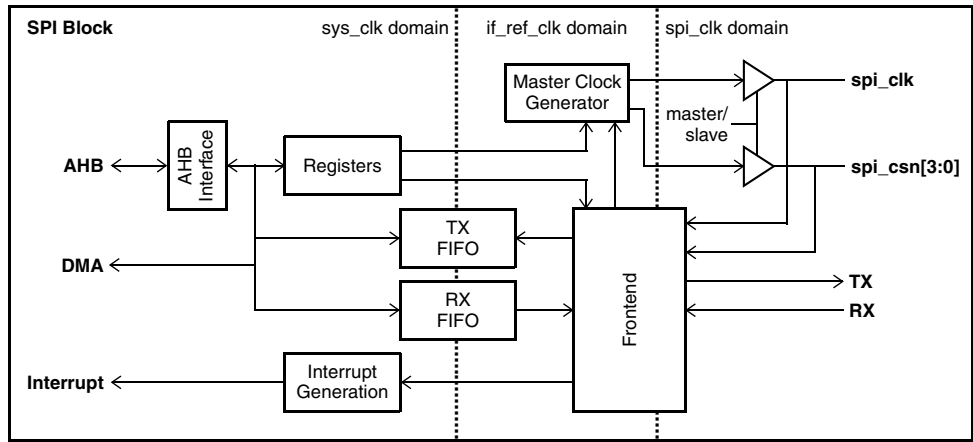 SPI Block
sys_clk domain
if_ref_clk domain
spi_clk domain
Master Clock
Generator
spi_clk
master/
slave
AHB
AHB
Interface
Registers
spi_csn[3:0]
TX
FIFO
DMA
RX
FIFO
Frontend
TX
RX
Interrupt
Interrupt
Generation